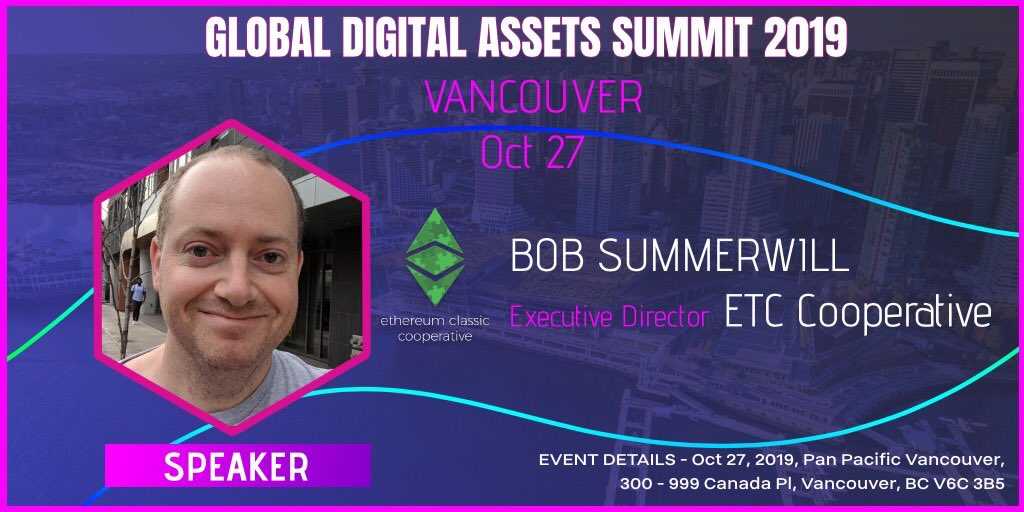 GLOBAL DIGITAL ASSETS SUMMIT 2019
VANCOUVER
Oct 27
BOB SUMMERWILL
ethereum classic
cooperative
Executive Director ETC Cooperative
SPEAKER
EVENT DETAILS - Oct 27, 2019, Pan Pacific Vancouver,
300 - 999 Canada Pl, Vancouver, BC V6C 3B5